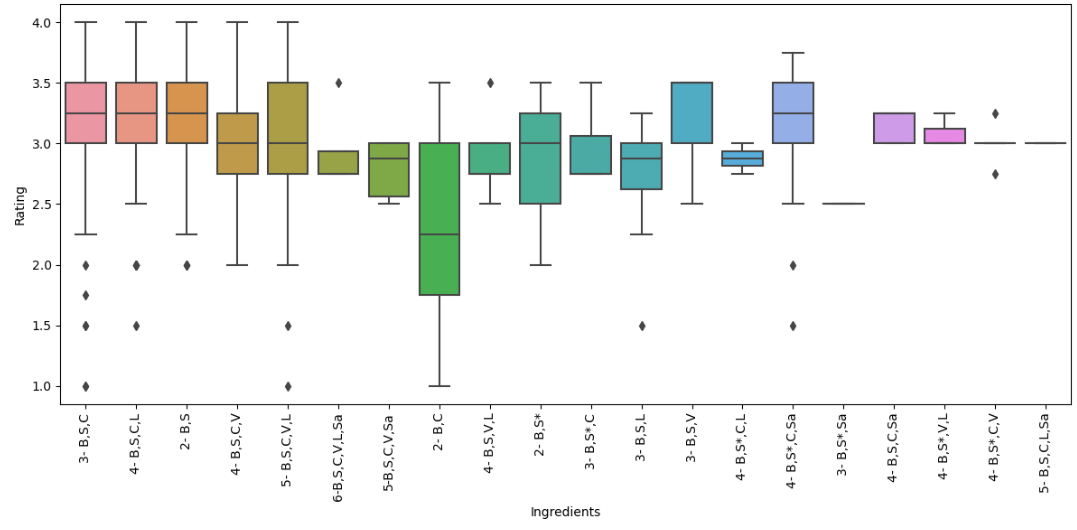 Rating
4.0
3.5
3.0
2.5
2.0
1.5
1.0
3- B,S,C
4- B,S,C,L
2- B,S
4- B,S,C,V
5- B,S,C,V,L
6-B,S,C,V,L,Sa
5-B,S,C,V,Sa
2- B,C
4- B,S,V,L
2- B,S*
3- B,S*,C
3- B,S,L
3- B,S,V
4- B,S*,C,L
4- B,S*,C,Sa
3- B,S*,Sa
4- B,S,C,Sa
4- B,S*,V,L
4- B,S*,C,V
5- B,S,C,L,Sa
Ingredients